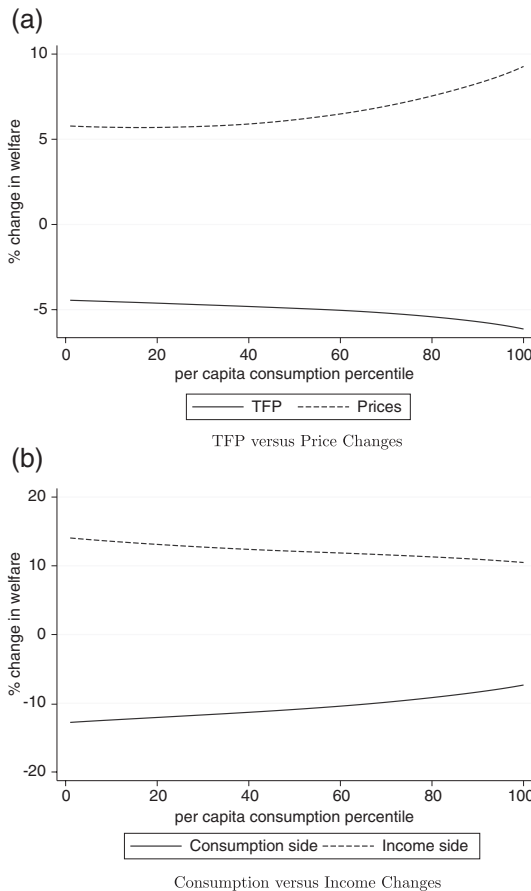 (a)
10
5
0
-5
% change in welfare
0 20 40 60 80 100
per capita consumption percentile
TFP Prices
TFP versus Price Changes
(b)
20
10
0
-10
-20
% change in welfare
0 20 40 60 80 100
per capita consumption percentile
Consumption side Income side
Consumption versus Income Changes